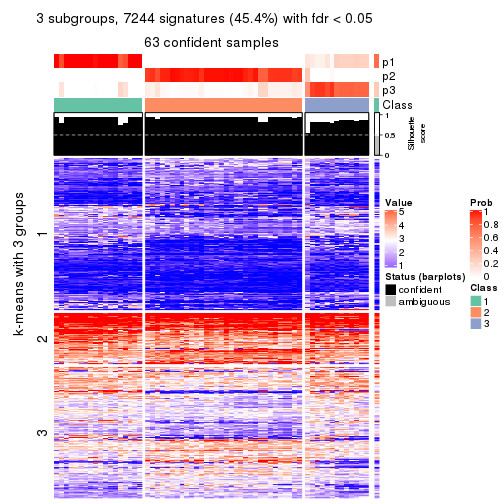 3 subgroups, 7244 signatures (45.4%) with fdr < 0.05
63 confident samples
p1
p2
p3
Class
1
0.5
0
Silhouette
score
k-means with 3 groups
1
2
3
Value
5
4
3
2
1
Status (barplots)
confident
ambiguous
Prob
1
0.8
0.6
0.4
0.2
0
Class
1
2
3